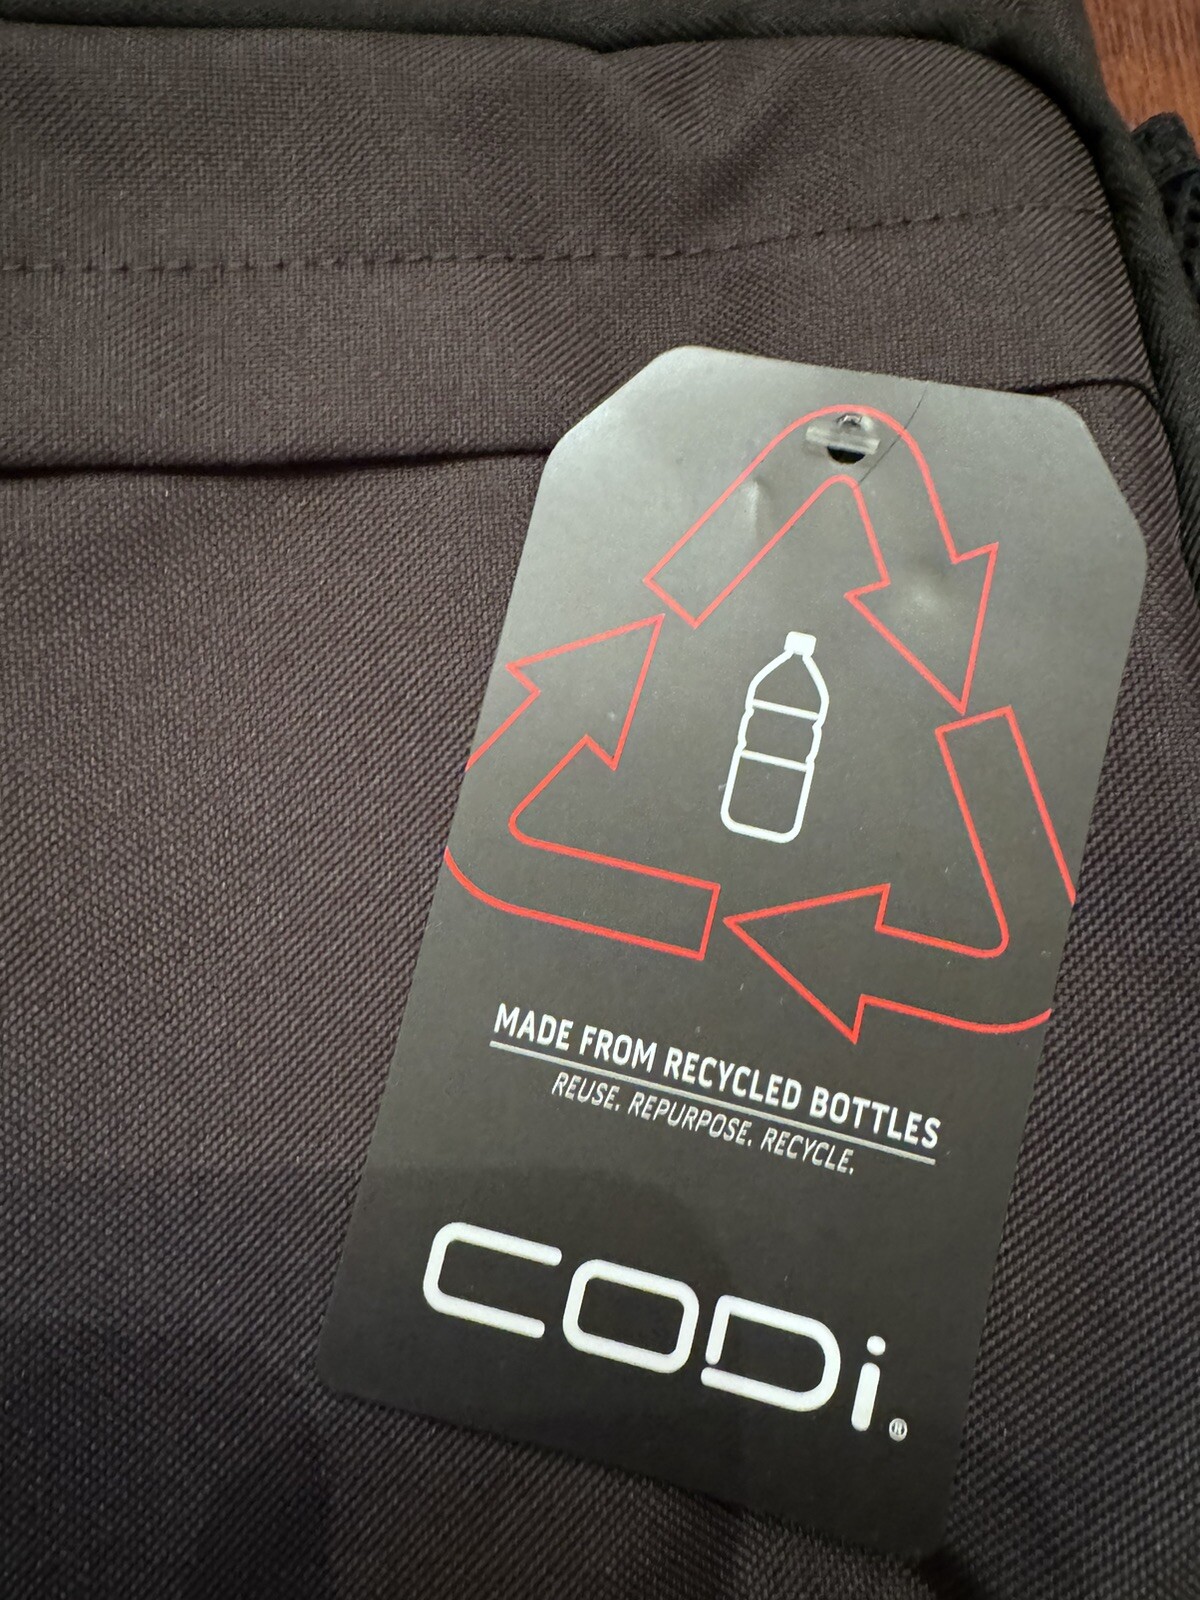 MADE FROM RECYCLED BOTTLES
REUSE. REPURPOSE. RECYCLE.
CODi®